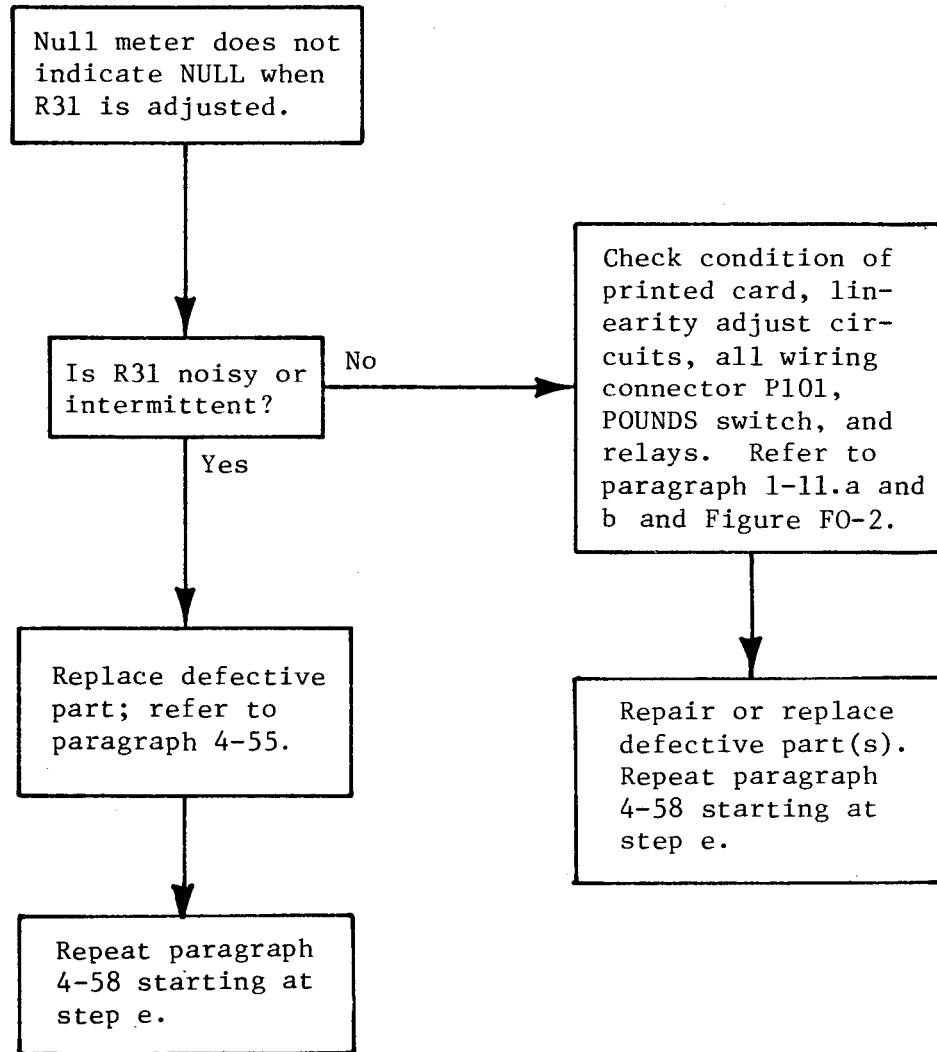 Null meter does not
indicate NULL when
R31 is adjusted.
Is R31 noisy or
intermittent?
No
Yes
Check condition of
printed card, lin-
earity adjust cir-
cuits, all wiring
connector P101,
POUNDS switch, and
relays. Refer to
paragraph 1-11.a and
b and Figure FO-2.
Replace defective
part; refer to
paragraph 4-55.
Repair or replace
defective part(s).
Repeat paragraph
4-58 starting at
step e.
Repeat paragraph
4-58 starting at
step e.